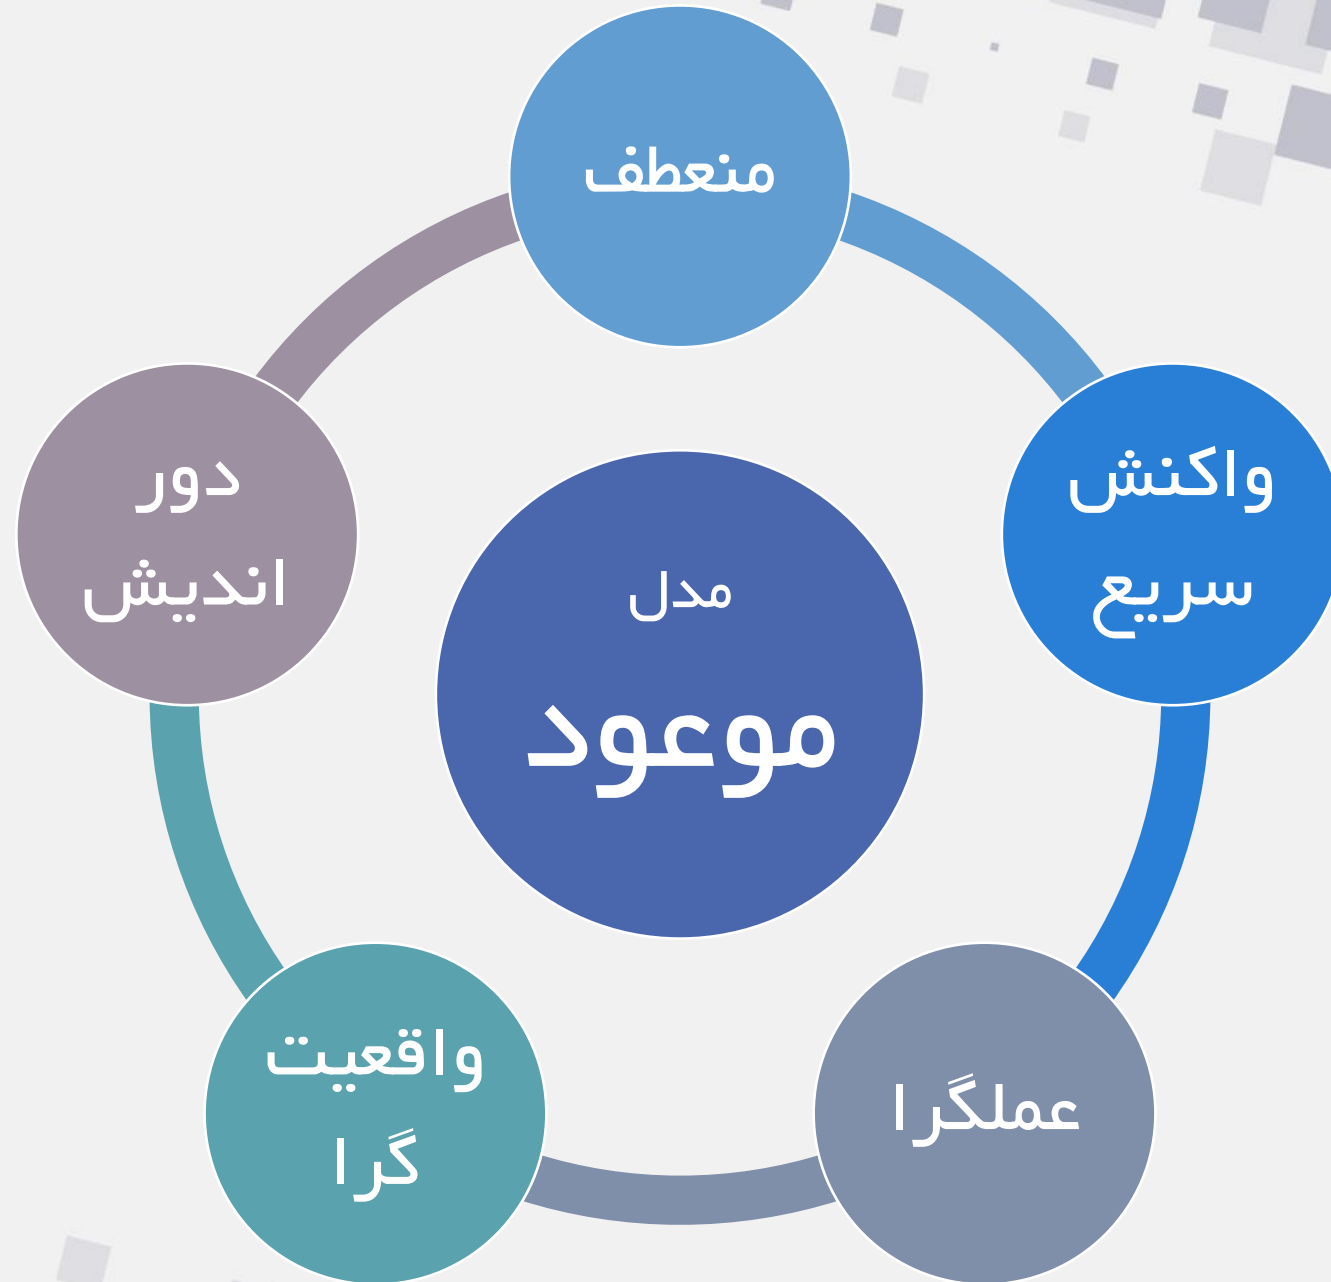 منعطف
واکنش
سریع
عملگرا
واقعیت
گرا
دور
اندیش
مدل
موعود